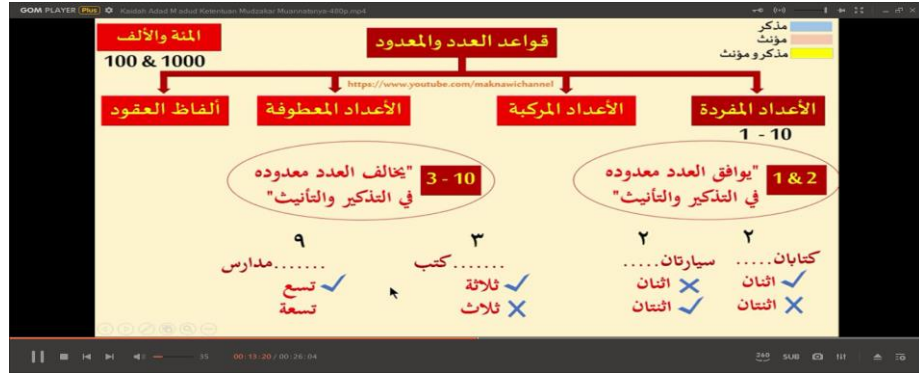 GOM PLAYER Plus Kaidah Adad M adud Ketentuan Mudzakar Muannatsnya-480p.mp4
المئة والألف
100 & 1000
قواعد العدد والمعدود
مذكر
مؤنث
مذكر و مؤنث
https://www.youtube.com/maknawichannel
الأعداد المفردة
الأعداد المركبة
الأعداد المعطوفة
ألفاظ العقود
1 - 10
1 & 2
"يوافق العدد معدوده
في التذكير والتأنيث"
3 - 10
"يخالف العدد معدوده
في التذكير والتأنيث"
٢
كتابان.....
✓ اثنان
✗ اثنتان
٢
سيارتان.....
✗ اثنان
✓ اثنتان
٣
.......كتب
✓ ثلاثة
✗ ثلاث
٩
.......مدارس
✓ تسع
تسعة
35
00:13:20 / 00:26:04
360 SUB